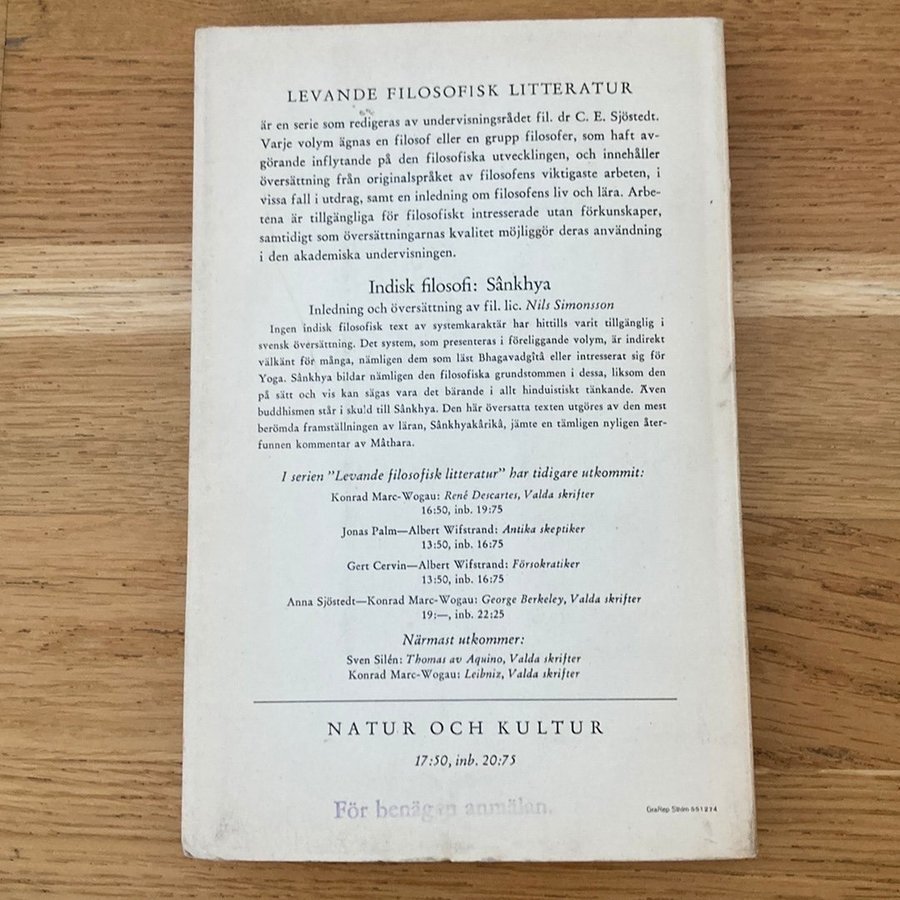 LEVANDE FILOSOFISK LITTERATUR
är en serie som redigeras av undervisningsrådet fil. dr C. E. Sjöstedt.
Varje volym ägnas en filosof eller en grupp filosofer, som haft av-
görande inflytande på den filosofiska utvecklingen, och innehåller
översättning från originalspråket av filosofens viktigaste arbeten, i
vissa fall i utdrag, samt en inledning om filosofens liv och lära. Arbe-
tena är tillgängliga för filosofiskt intresserade utan förkunskaper,
samtidigt som översättningarnas kvalitet möjliggör deras användning
i den akademiska undervisningen.
Indisk filosofi: Sânkhya
Inledning och översättning av fil. lic. Nils Simonsson
Ingen indisk filosofisk text av systemkaraktär har hittills varit tillgänglig i
svensk översättning. Det system, som presenteras i föreliggande volym, är indirekt
välkänt för många, nämligen dem som läst Bhagavadgîtâ eller intresserat sig för
Yoga. Sânkhya bildar nämligen den filosofiska grundstommen i dessa, liksom den
på sätt och vis kan sägas vara det bärande i allt hinduistiskt tänkande. Även
buddhismen står i skuld till Sânkhya. Den här översatta texten utgöres av den mest
berömda framställningen av läran, Sânkhyakârikâ, jämte en tämligen nyligen åter-
funnen kommentar av Mâthara.
I serien ”Levande filosofisk litteratur” har tidigare utkommit:
Konrad Marc-Wogau: René Descartes, Valda skrifter
16:50, inb. 19:75
Jonas Palm—Albert Wifstrand: Antika skeptiker
13:50, inb. 16:75
Gert Cervin—Albert Wifstrand: Försokratiker
13:50, inb. 16:75
Anna Sjöstedt—Konrad Marc-Wogau: George Berkeley, Valda skrifter
19:—, inb. 22:25
Närmast utkommer:
Sven Silén: Thomas av Aquino, Valda skrifter
Konrad Marc-Wogau: Leibniz, Valda skrifter
NATUR OCH KULTUR
17:50, inb. 20:75
För benägen anmälan.
GraRep Sthlm 551274